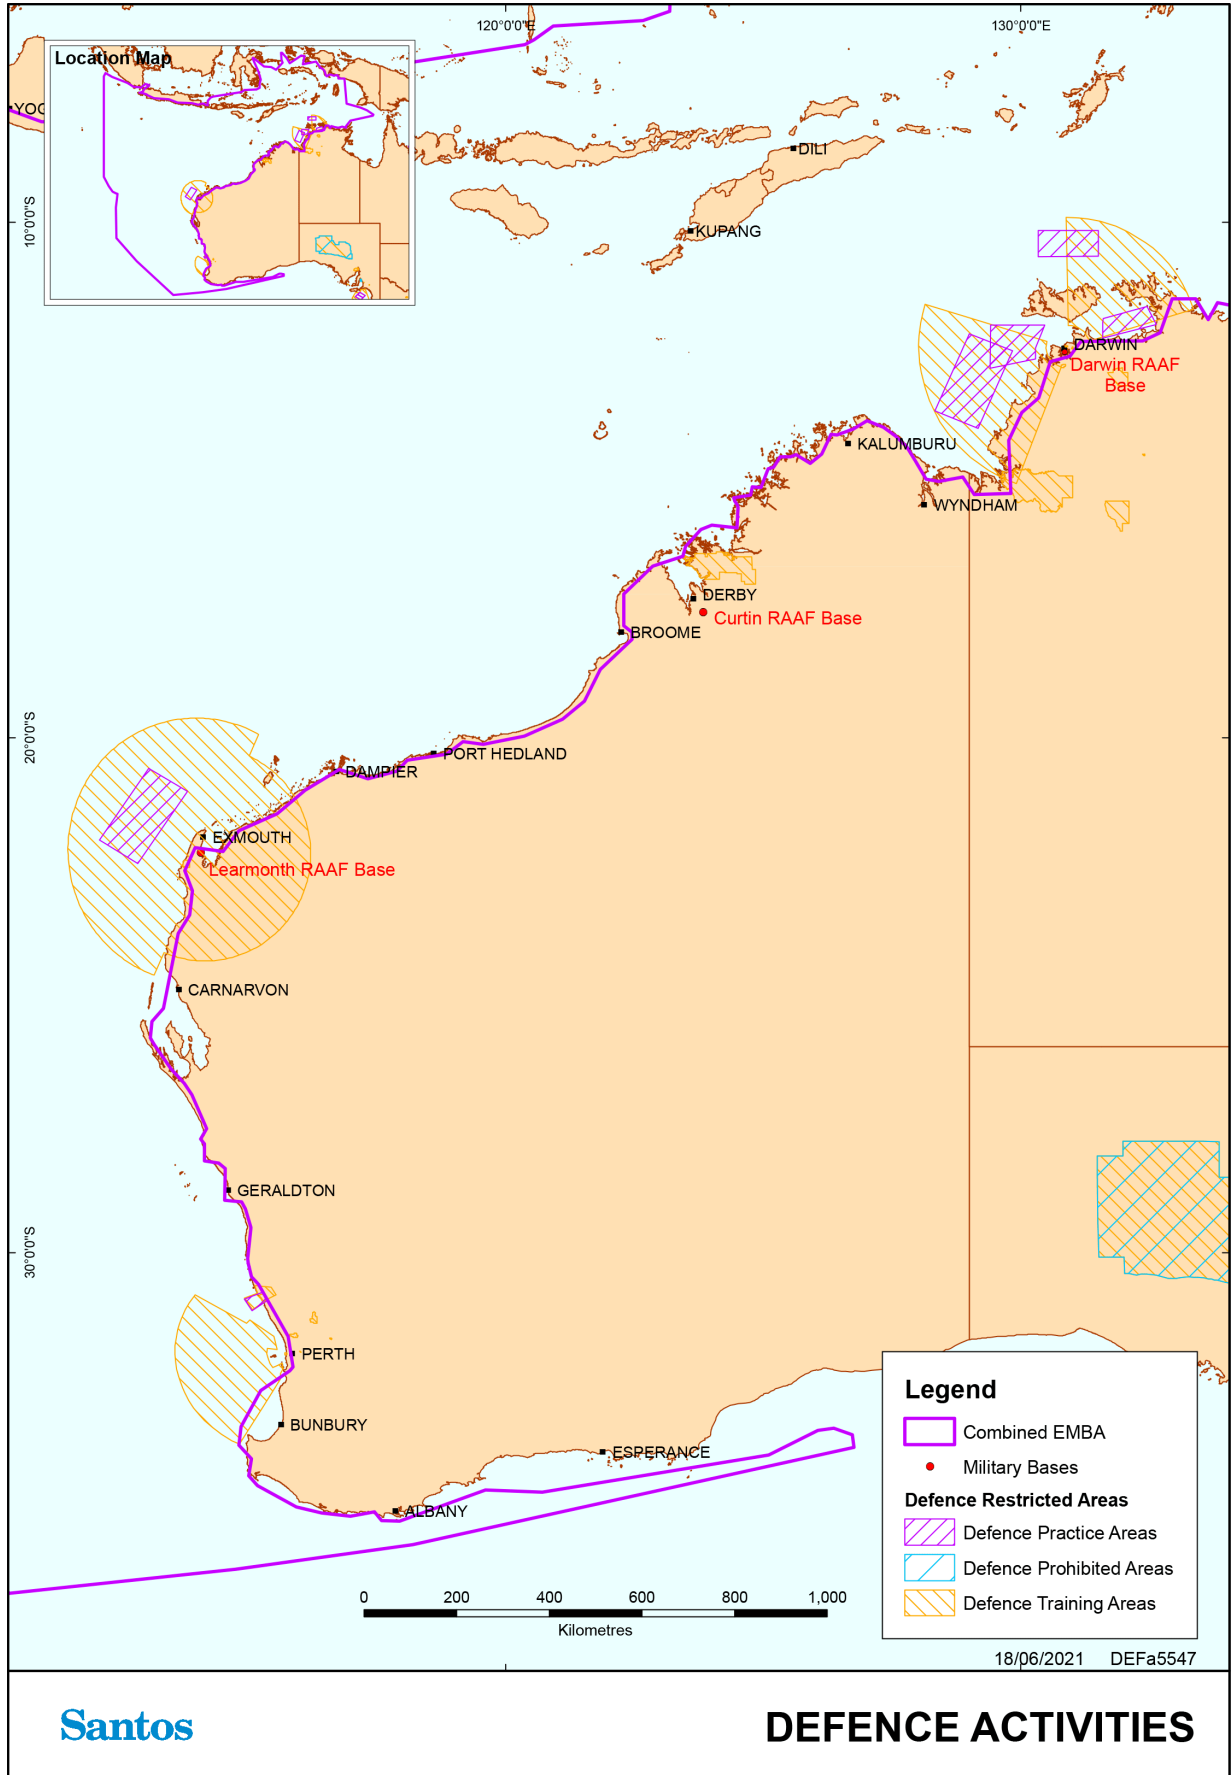 120°0'0"E
130°0'0"E
Location Map
YOG
DILI
10°0'0"S
KUPANG
DARWIN
Darwin RAAF
Base
KALUMBURU
WYNDHAM
DERBY
Curtin RAAF Base
BROOME
20°0'0"S
PORT HEDLAND
DAMPIER
EXMOUTH
Learmonth RAAF Base
CARNARVON
GERALDTON
30°0'0"S
PERTH
BUNBURY
ESPERANCE
ALBANY
Legend
Combined EMBA
Military Bases
Defence Restricted Areas
Defence Practice Areas
Defence Prohibited Areas
Defence Training Areas
0 200 400 600 800 1,000
Kilometres
18/06/2021 DEFa5547
Santos
DEFENCE ACTIVITIES